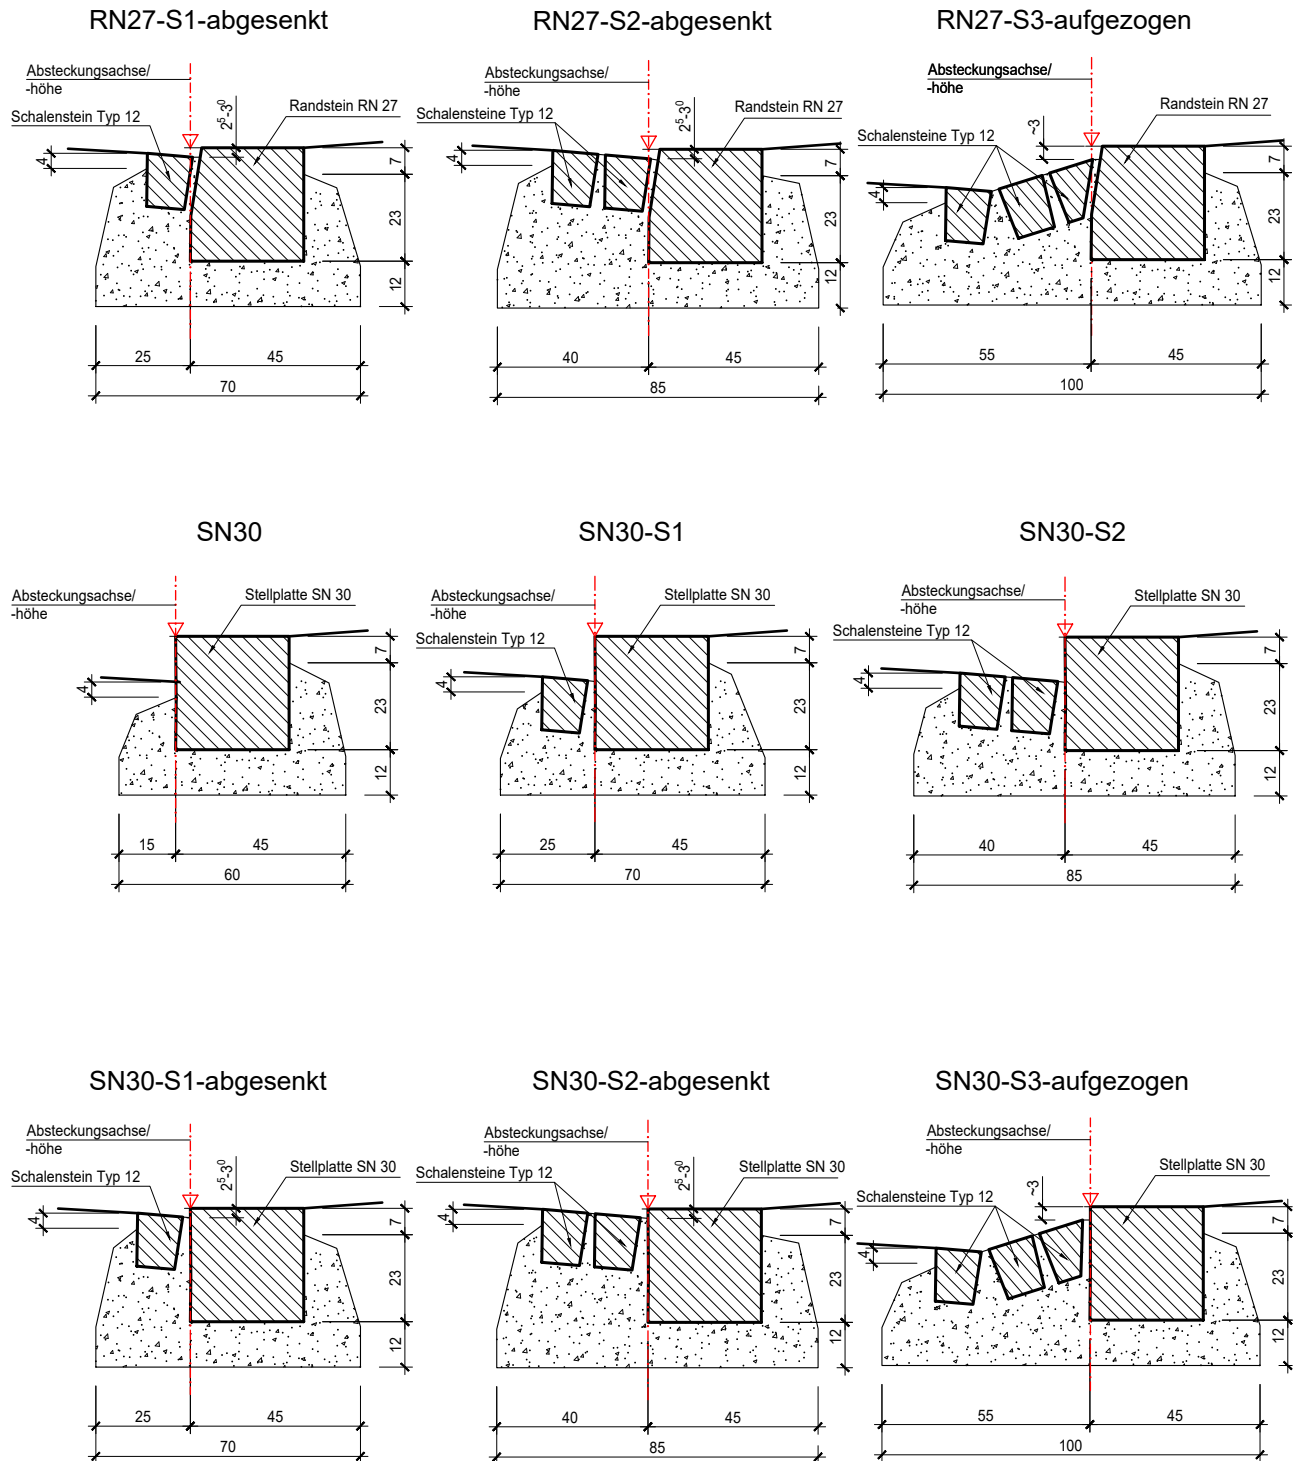 RN27-S1-abgesenkt
Absteckungsachse/
-höhe
Schalenstein Typ 12
2⁵-3⁰
Randstein RN 27
4
7
23
12
25
45
70
RN27-S2-abgesenkt
Absteckungsachse/
-höhe
Schalensteine Typ 12
2⁵-3⁰
Randstein RN 27
4
7
23
12
40
45
85
RN27-S3-aufgezogen
Absteckungsachse/
-höhe
Schalensteine Typ 12
~3
Randstein RN 27
4
7
23
12
55
45
100
SN30
Absteckungsachse/
-höhe
Stellplatte SN 30
4
7
23
12
15
45
60
SN30-S1
Absteckungsachse/
-höhe
Schalenstein Typ 12
Stellplatte SN 30
4
7
23
12
25
45
70
SN30-S2
Absteckungsachse/
-höhe
Schalensteine Typ 12
Stellplatte SN 30
4
7
23
12
40
45
85
SN30-S1-abgesenkt
Absteckungsachse/
-höhe
Schalenstein Typ 12
2⁵-3⁰
Stellplatte SN 30
4
7
23
12
25
45
70
SN30-S2-abgesenkt
Absteckungsachse/
-höhe
Schalensteine Typ 12
2⁵-3⁰
Stellplatte SN 30
4
7
23
12
40
45
85
SN30-S3-aufgezogen
Absteckungsachse/
-höhe
Schalensteine Typ 12
~3
Stellplatte SN 30
4
7
23
12
55
45
100